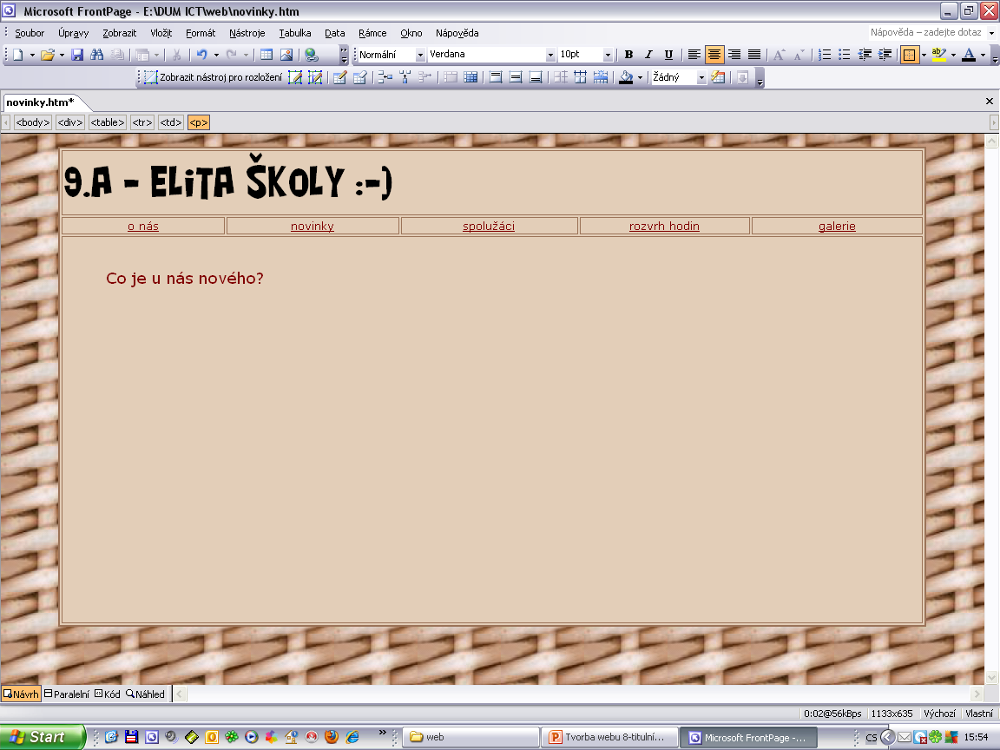 Microsoft FrontPage - E:\DUM ICT\web\novinky.htm
Soubor Úpravy Zobrazit Vložit Formát Nástroje Tabulka Data Rámce Okno Nápověda Nápověda – zadejte dotaz
Normální Verdana 10pt B I U A A ab A
Zobrazit nástroj pro rozložení Žádný
novinky.htm*
<body> <div> <table> <tr> <td> <p>
9.A - ELITA ŠKOLY :-)
o nás novinky spolužáci rozvrh hodin galerie
Co je u nás nového?
Návrh Paralelní Kód Náhled
0:02@56kBps 1133x635 Výchozí Vlastní
Start web Tvorba webu 8-titulní... Microsoft FrontPage -... CS 15:54